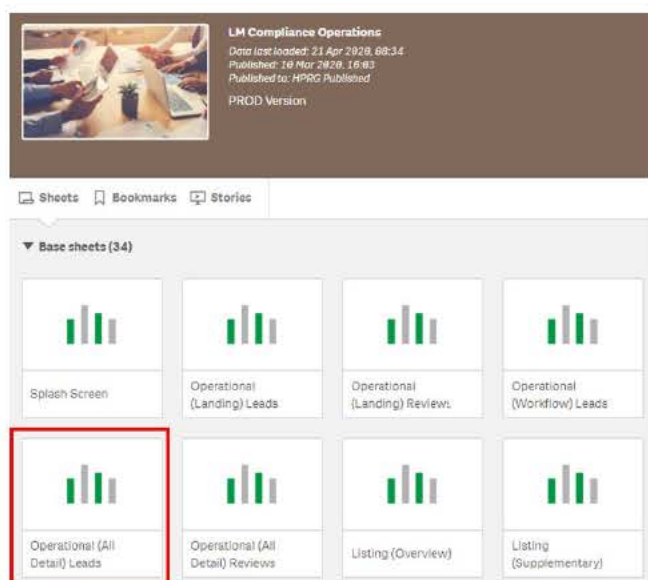 LM Compliance Operations
Data last loaded: 21 Apr 2020, 08:34
Published: 10 Mar 2020, 16:03
Published to: HPRG Published
PROD Version
Sheets Bookmarks Stories
▼ Base sheets (34)
Splash Screen
Operational
(Landing) Leads
Operational
(Landing) Reviews
Operational
(Workflow) Leads
Operational (All
Detail) Leads
Operational (All
Detail) Reviews
Listing (Overview)
Listing
(Supplementary)